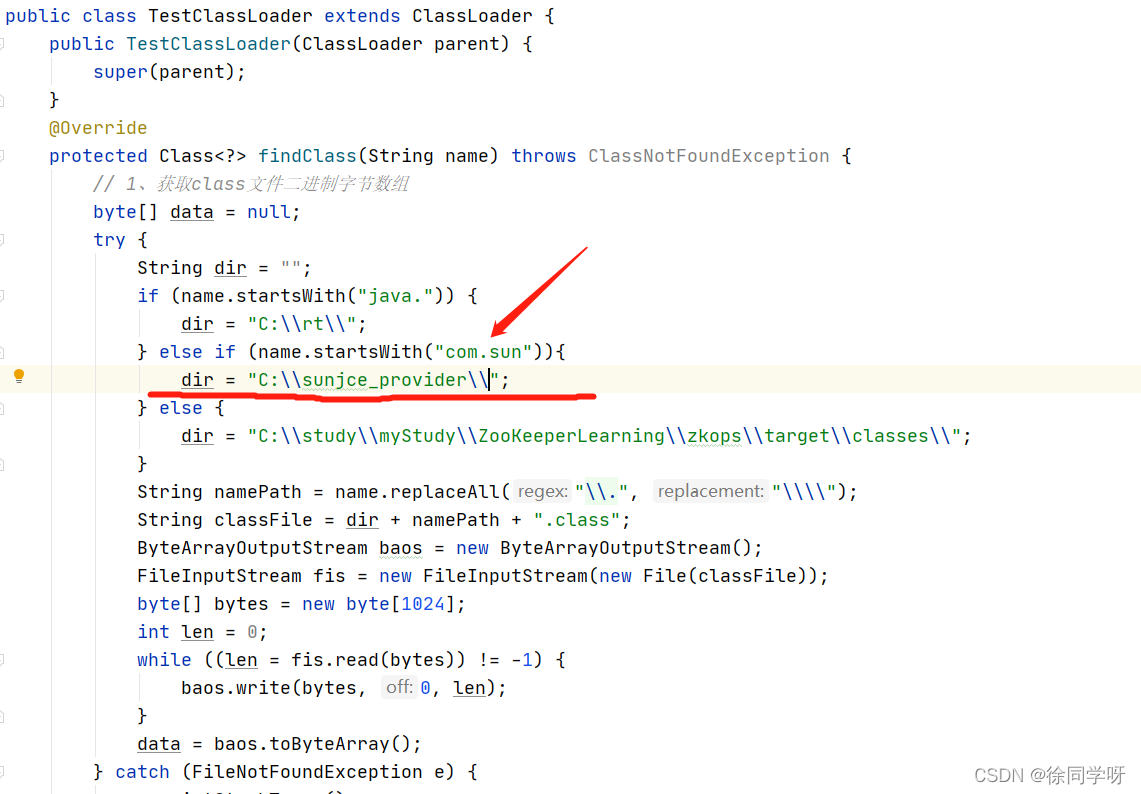 public class TestClassLoader extends ClassLoader {
    public TestClassLoader(ClassLoader parent) {
        super(parent);
    }
    @Override
    protected Class<?> findClass(String name) throws ClassNotFoundException {
        // 1、获取class文件二进制字节数组
        byte[] data = null;
        try {
            String dir = "";
            if (name.startsWith("java.")) {
                dir = "C:\\rt\\";
            } else if (name.startsWith("com.sun")){
                dir = "C:\\sunjce_provider\\";
            } else {
                dir = "C:\\study\\myStudy\\ZooKeeperLearning\\zkops\\target\\classes\\";
            }
            String namePath = name.replaceAll( regex: "\\.", replacement: "\\\\");
            String classFile = dir + namePath + ".class";
            ByteArrayOutputStream baos = new ByteArrayOutputStream();
            FileInputStream fis = new FileInputStream(new File(classFile));
            byte[] bytes = new byte[1024];
            int len = 0;
            while ((len = fis.read(bytes)) != -1) {
                baos.write(bytes, off: 0, len);
            }
            data = baos.toByteArray();
        } catch (FileNotFoundException e) {
CSDN @徐同学呀